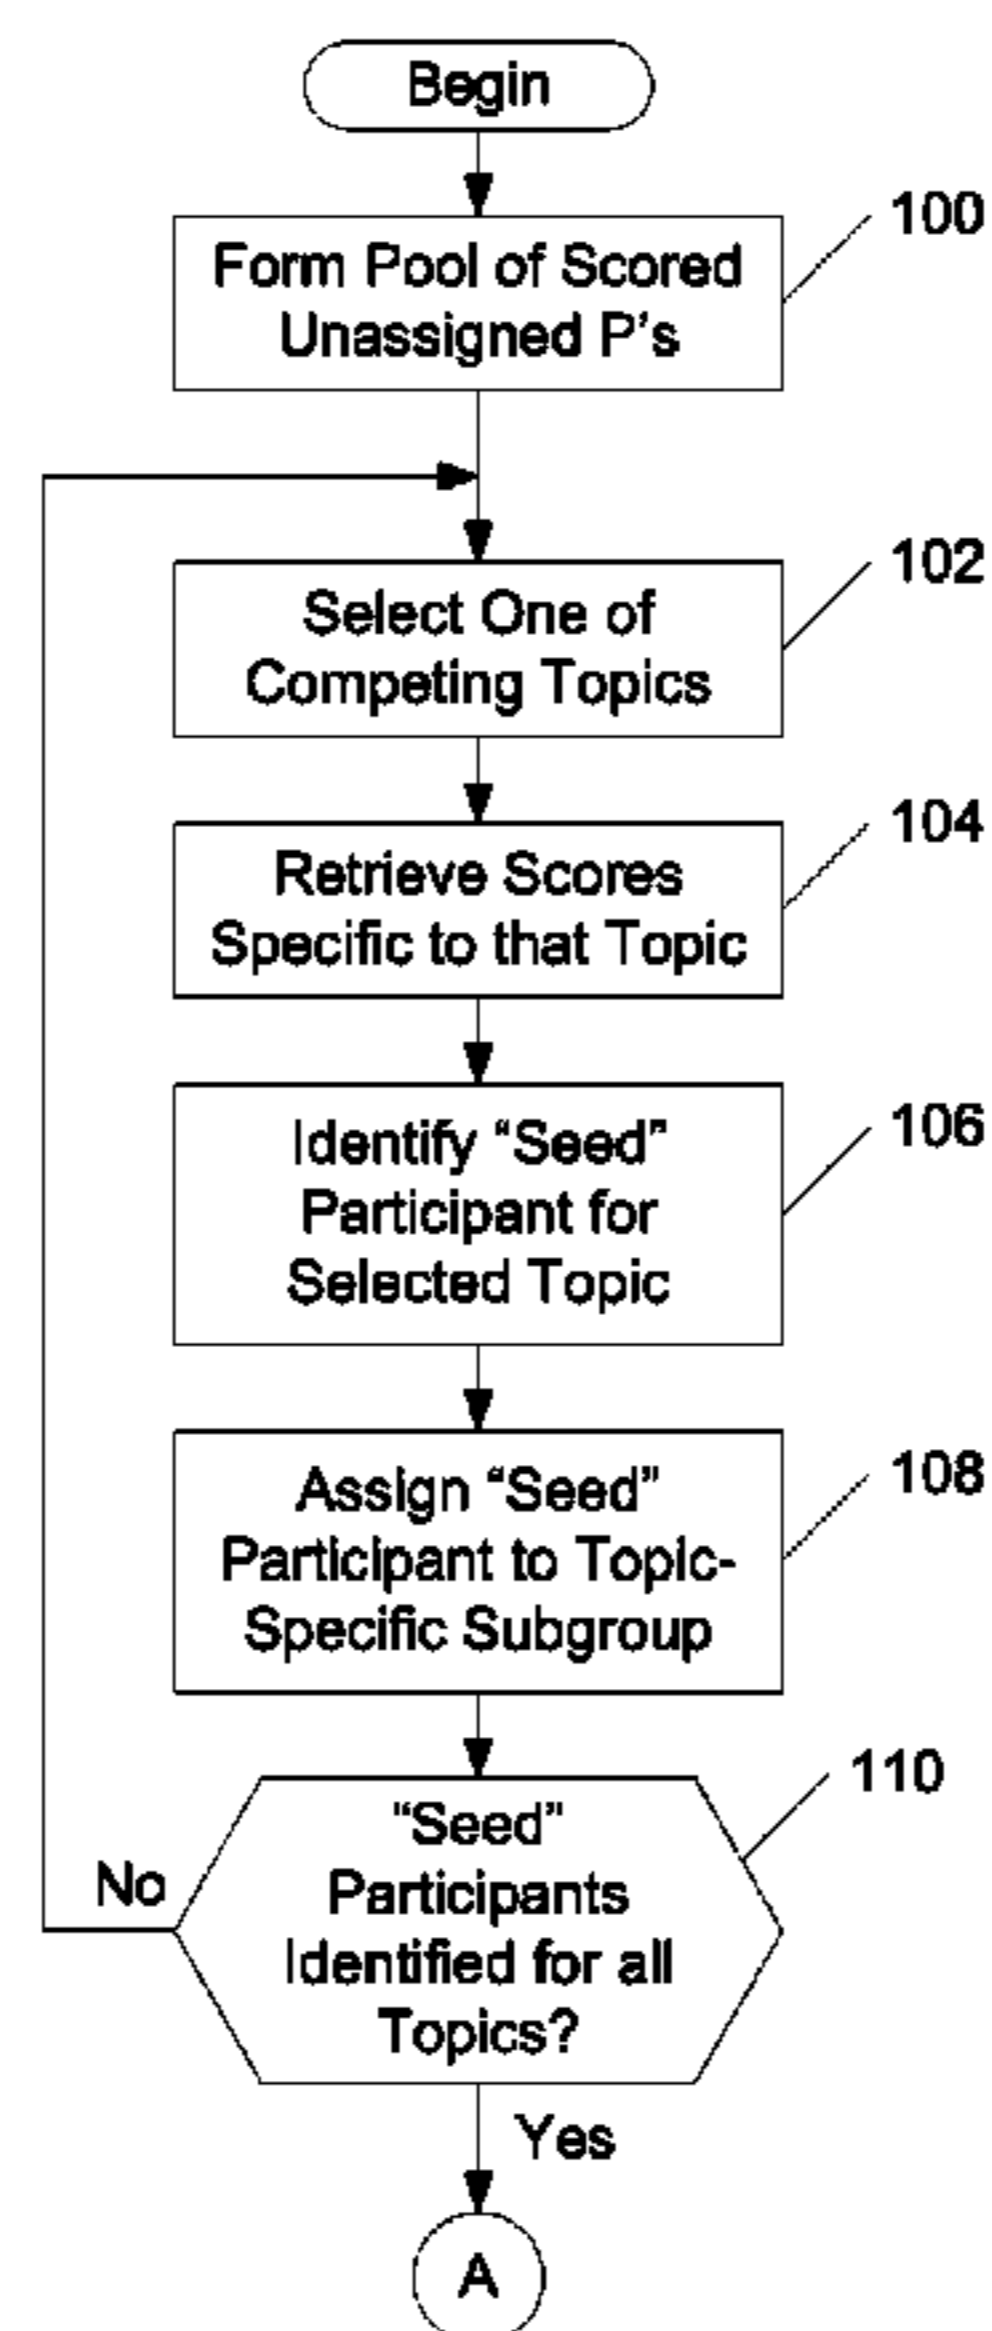 Begin
100
Form Pool of Scored
Unassigned P's
102
Select One of
Competing Topics
104
Retrieve Scores
Specific to that Topic
106
Identify “Seed”
Participant for
Selected Topic
108
Assign “Seed”
Participant to Topic-
Specific Subgroup
110
“Seed”
Participants
Identified for all
Topics?
No
Yes
A